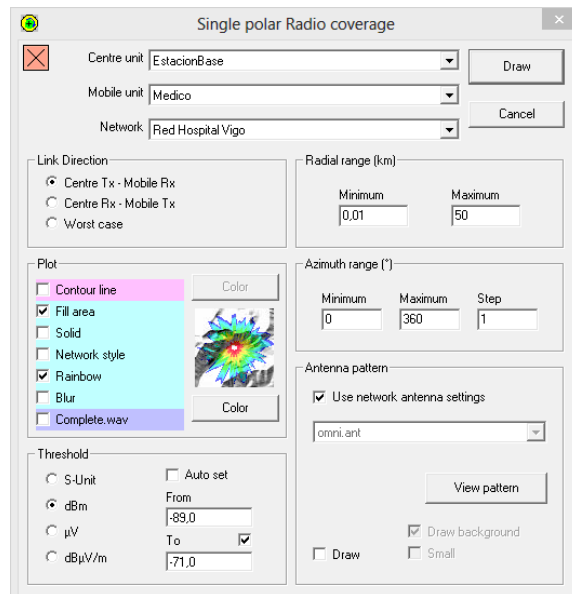 Single polar Radio coverage
Centre unit EstacionBase
Draw
Mobile unit Medico
Cancel
Network Red Hospital Vigo
Link Direction
Centre Tx - Mobile Rx
Centre Rx - Mobile Tx
Worst case
Radial range (km)
Minimum Maximum
0,01 50
Plot
Contour line
Color
Fill area
Solid
Network style
Rainbow
Blur
Color
Complete.wav
Azimuth range (°)
Minimum Maximum Step
0 360 1
Antenna pattern
Use network antenna settings
omni.ant
View pattern
Draw background
Draw
Small
Threshold
S-Unit
Auto set
dBm
From
-89,0
µV
To
dBµV/m
-71,0